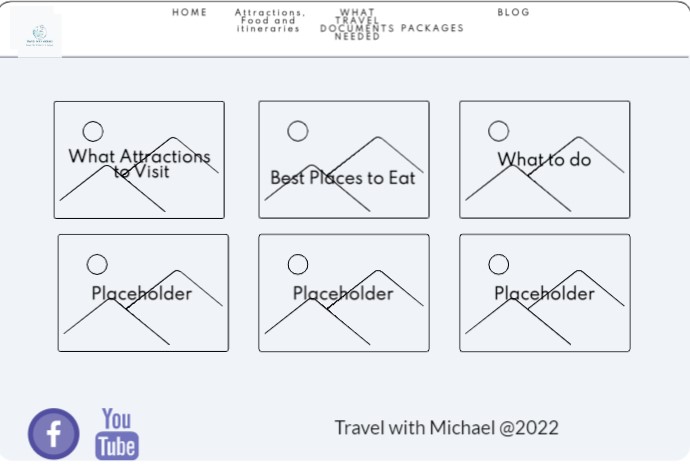 HOME
Attractions,
Food and
itineraries
WHAT
TRAVEL
DOCUMENTS
NEEDED
PACKAGES
BLOG
What Attractions
to Visit
Best Places to Eat
What to do
Placeholder
Placeholder
Placeholder
f
You
Tube
Travel with Michael @2022